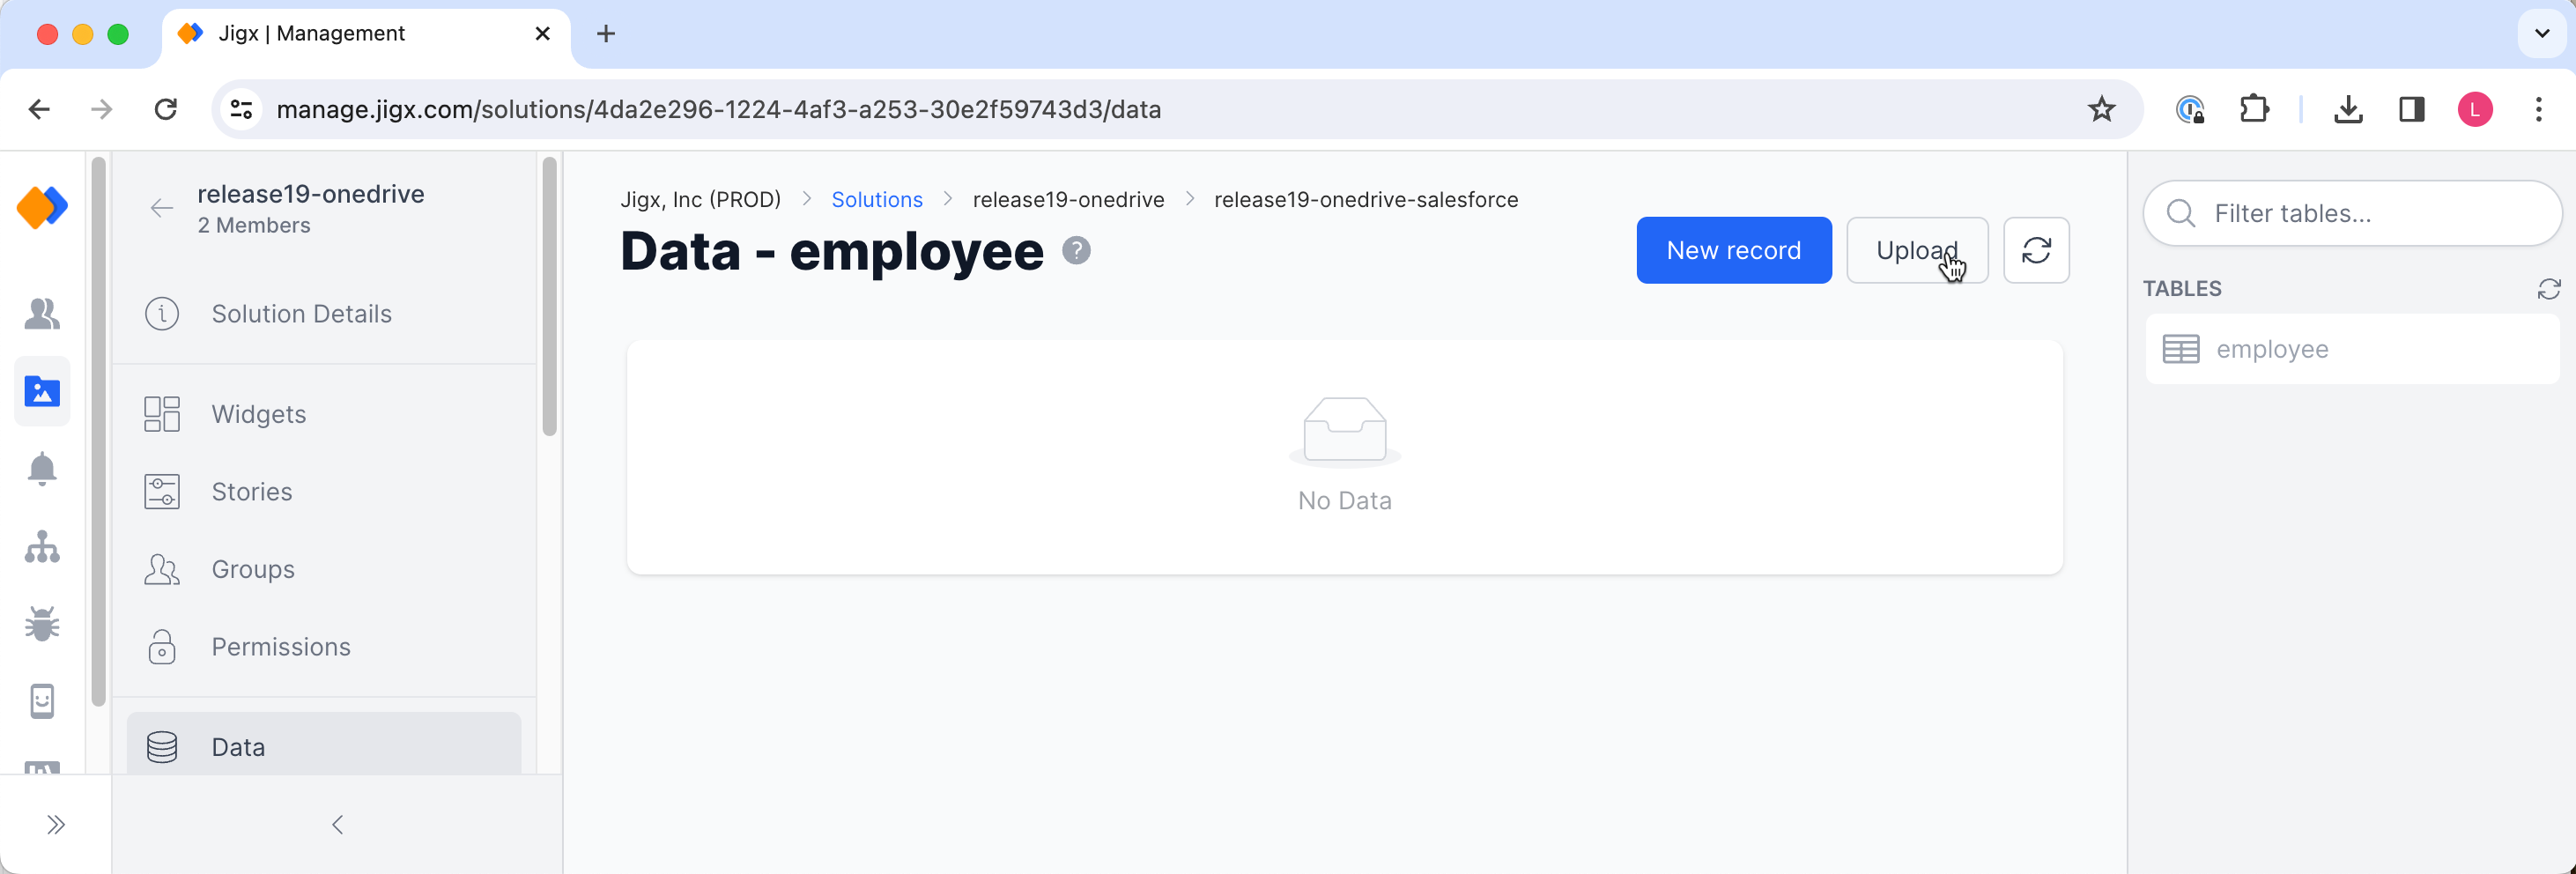 Jigx | Management
manage.jigx.com/solutions/4da2e296-1224-4af3-a253-30e2f59743d3/data
L
release19-onedrive
2 Members
Solution Details
Widgets
Stories
Groups
Permissions
Data
Jigx, Inc (PROD) > Solutions > release19-onedrive > release19-onedrive-salesforce
Data - employee ?
New record
Upload
No Data
Filter tables...
TABLES
employee